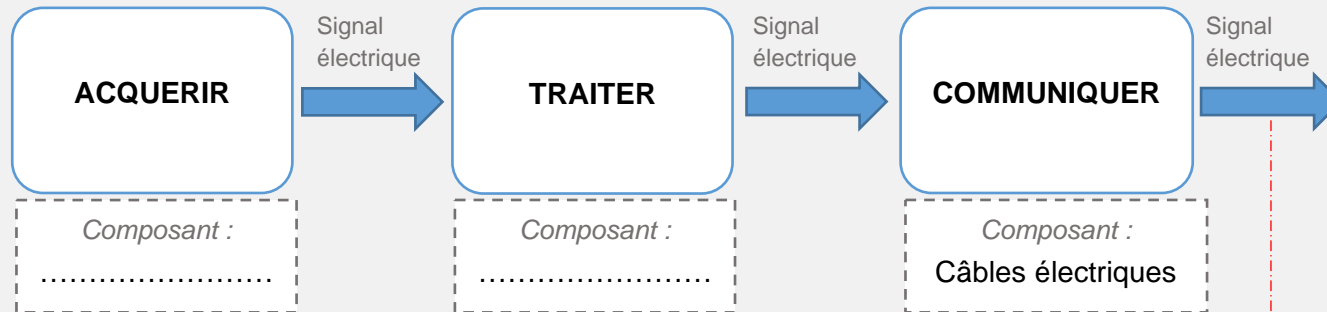 Signal
électrique
Signal
électrique
Signal
électrique
ACQUERIR
TRAITER
COMMUNIQUER
Composant :
........................
Composant :
........................
Composant :
Câbles électriques